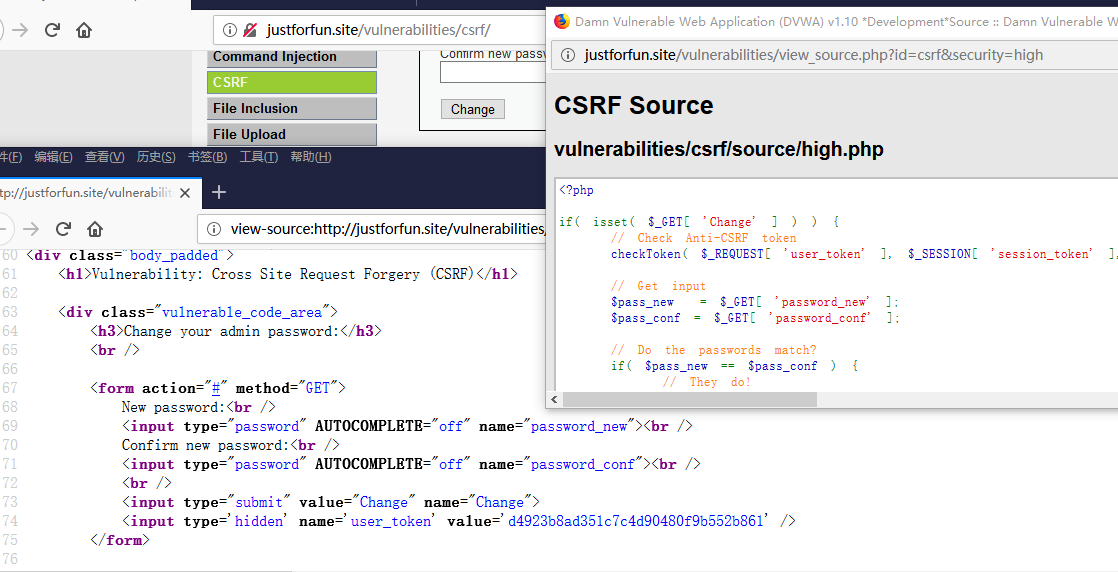 justforfun.site/vulnerabilities/csrf/
Command Injection
CSRF
File Inclusion
File Upload
Confirm new passw
Change
Damn Vulnerable Web Application (DVWA) v1.10 *Development*Source :: Damn Vulnerable W
justforfun.site/vulnerabilities/view_source.php?id=csrf&security=high
CSRF Source
vulnerabilities/csrf/source/high.php
<?php
if( isset( $_GET[ 'Change' ] ) ) {
// Check Anti-CSRF token
checkToken( $_REQUEST[ 'user_token' ], $_SESSION[ 'session_token' ],
// Get input
$pass_new = $_GET[ 'password_new' ];
$pass_conf = $_GET[ 'password_conf' ];
// Do the passwords match?
if( $pass_new == $pass_conf ) {
// They do!
件(F) 编辑(E) 查看(V) 历史(S) 书签(B) 工具(T) 帮助(H)
tp://justforfun.site/vulnerabilit
view-source:http://justforfun.site/vulnerabilities/
60 <div class="body_padded">
61 <h1>Vulnerability: Cross Site Request Forgery (CSRF)</h1>
62
63 <div class="vulnerable_code_area">
64 <h3>Change your admin password:</h3>
65 <br />
66
67 <form action="#" method="GET">
68 New password:<br />
69 <input type="password" AUTOCOMPLETE="off" name="password_new"><br />
70 Confirm new password:<br />
71 <input type="password" AUTOCOMPLETE="off" name="password_conf"><br />
72 <br />
73 <input type="submit" value="Change" name="Change">
74 <input type='hidden' name='user_token' value='d4923b8ad351c7c4d90480f9b552b861' />
75 </form>
76